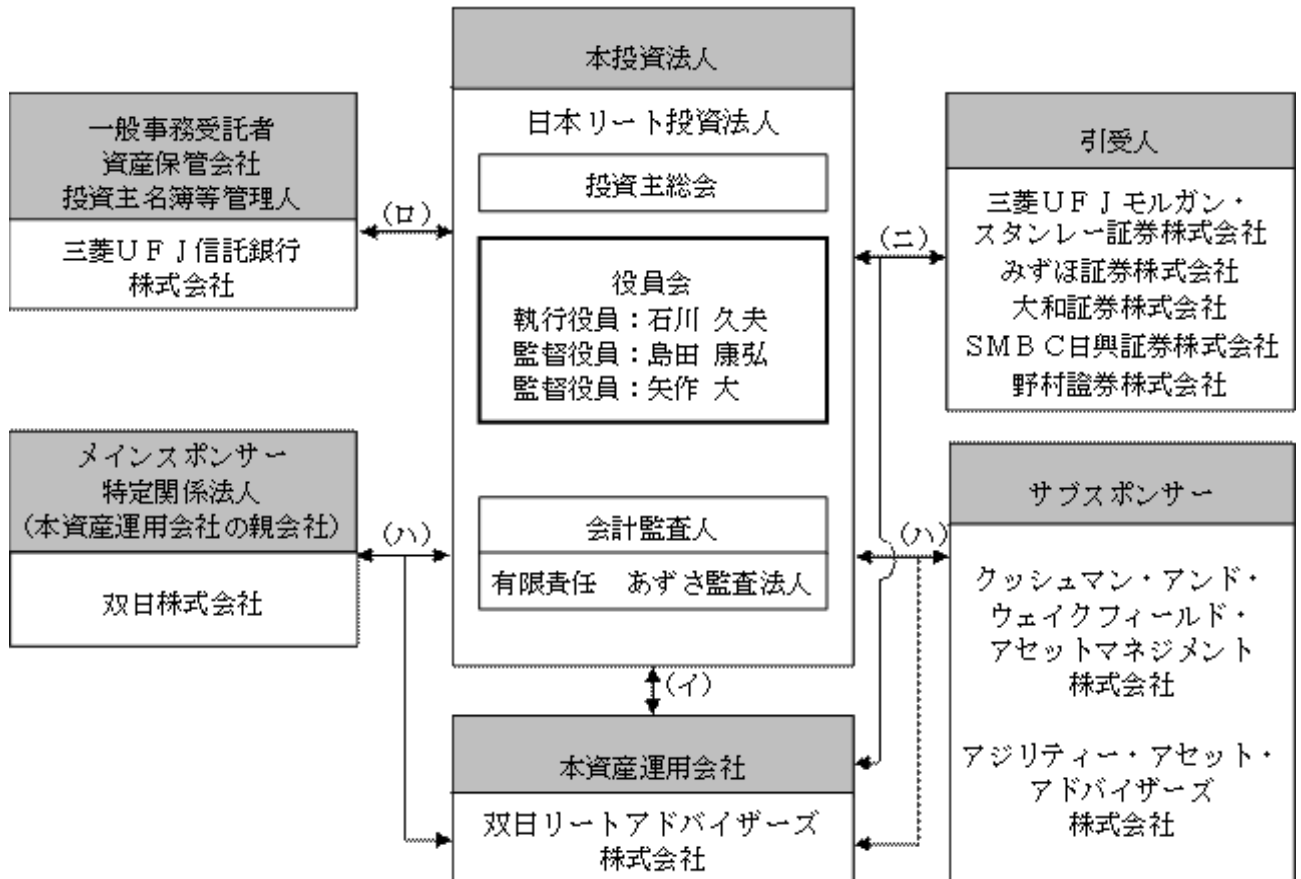 本投資法人
日本リート投資法人
投資主総会
役員会
執行役員：石川 久夫
監督役員：島田 康弘
監督役員：矢作 大
会計監査人
有限責任　あずさ監査法人
一般事務受託者
資産保管会社
投資主名簿等管理人
三菱ＵＦＪ信託銀行
株式会社
(ロ)
引受人
三菱ＵＦＪモルガン・
スタンレー証券株式会社
みずほ証券株式会社
大和証券株式会社
SMBC日興証券株式会社
野村證券株式会社
(ニ)
メインスポンサー
特定関係法人
(本資産運用会社の親会社)
双日株式会社
(ハ)
(ハ)
サブスポンサー
クッシュマン・アンド・
ウェイクフィールド・
アセットマネジメント
株式会社
アジリティー・アセット・
アドバイザーズ
株式会社
(イ)
本資産運用会社
双日リートアドバイザーズ
株式会社